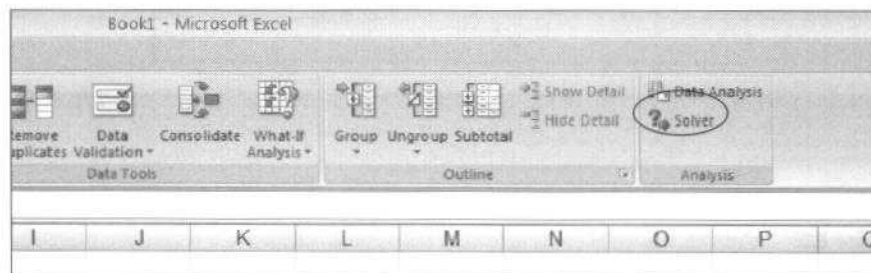 Book1 - Microsoft Excel
Show Detail
Data Analysis
Hide Detail
Solver
emove
uplicates
Data
Validation
Consolidate
What-If
Analysis
Group
Ungroup
Subtotal
Data Tools
Outline
Analysis
I J K L M N O P